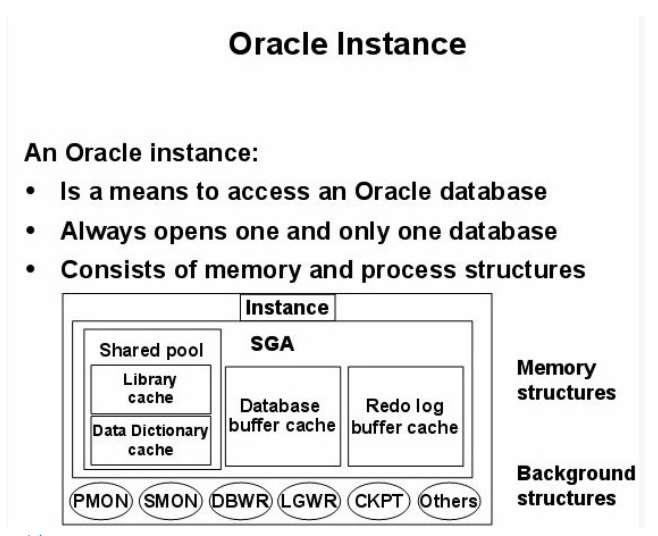 Oracle Instance
An Oracle instance:
• Is a means to access an Oracle database
• Always opens one and only one database
• Consists of memory and process structures
Instance
SGA
Shared pool
Library
cache
Data Dictionary
cache
Database
buffer cache
Redo log
buffer cache
Memory
structures
PMON SMON DBWR LGWR CKPT Others
Background
structures